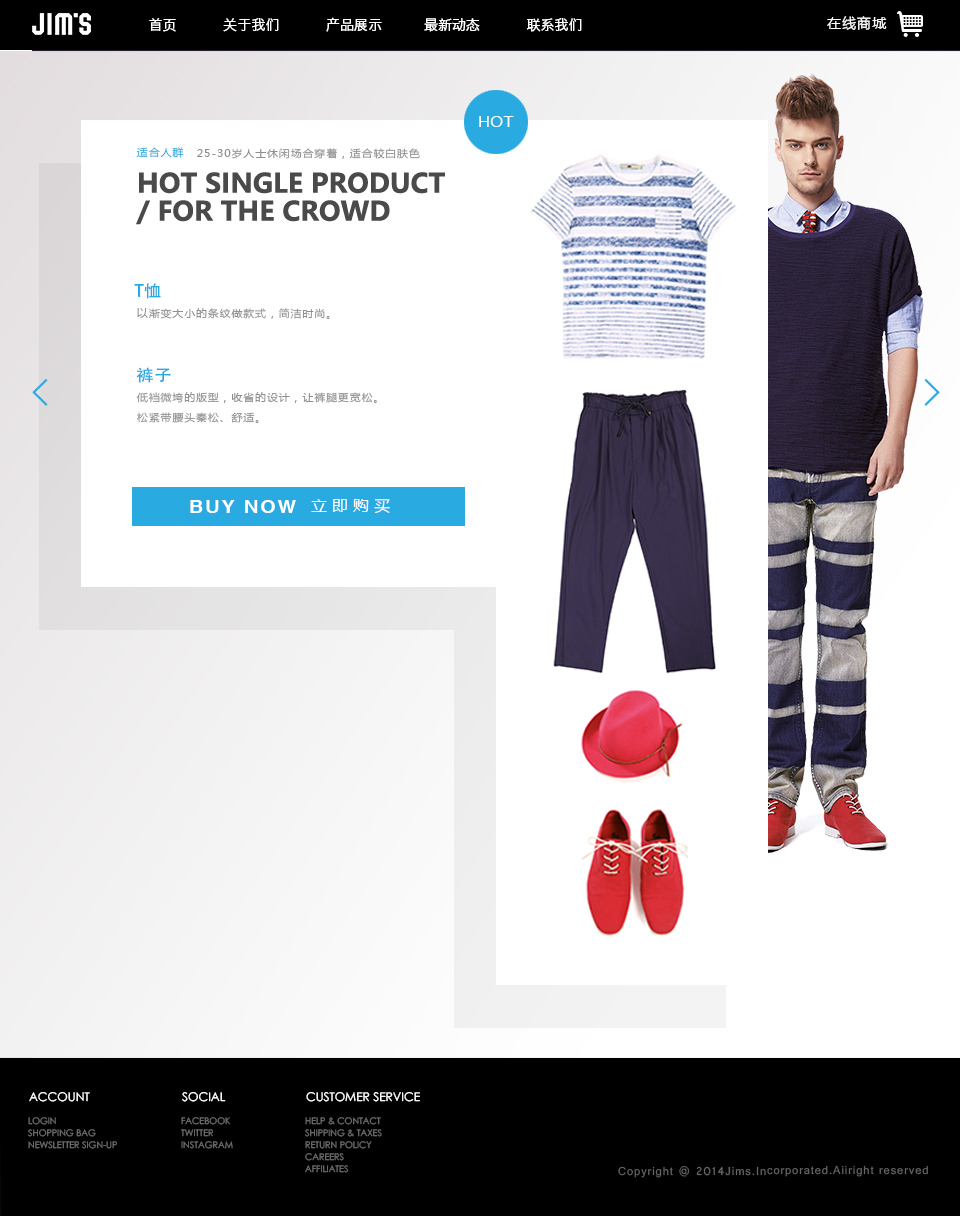 JIM'S
首页 关于我们 产品展示 最新动态 联系我们 在线商城
HOT
适合人群 25-30岁人士休闲场合穿着，适合较白肤色
HOT SINGLE PRODUCT
/ FOR THE CROWD
T恤
以渐变大小的条纹做款式，简洁时尚。
裤子
低裆微垮的版型，收省的设计，让裤腿更宽松。
松紧带腰头秦松、舒适。
BUY NOW 立即购买
ACCOUNT
LOGIN
SHOPPING BAG
NEWSLETTER SIGN-UP
SOCIAL
FACEBOOK
TWITTER
INSTAGRAM
CUSTOMER SERVICE
HELP & CONTACT
SHIPPING & TAXES
RETURN POLICY
CAREERS
AFFILIATES
Copyright @ 2014Jims.Incorporated.Aiiright reserved